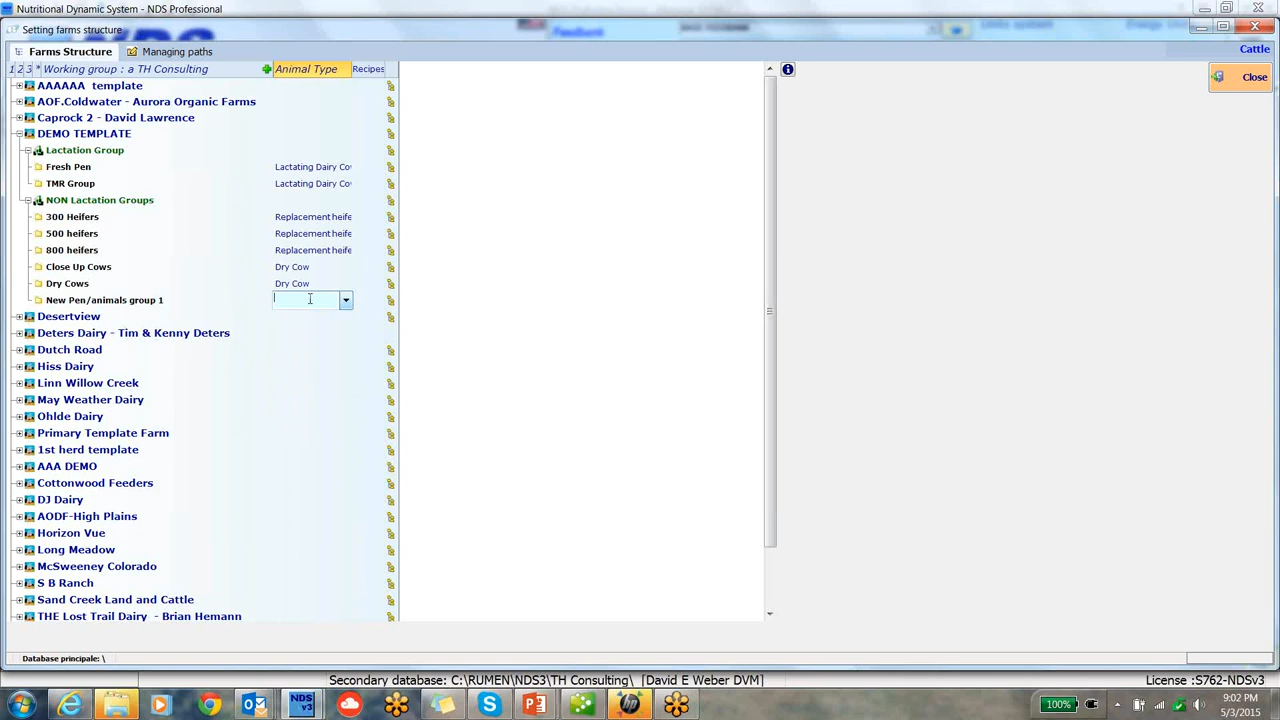 Nutritional Dynamic System - NDS Professional
Setting farms structure
Farms Structure
Managing paths
Cattle
1 2 3 * Working group : a TH Consulting
Animal Type
Recipes
Close
AAAAAA template
AOF.Coldwater - Aurora Organic Farms
Caprock 2 - David Lawrence
DEMO TEMPLATE
Lactation Group
Fresh Pen
Lactating Dairy Co
TMR Group
Lactating Dairy Co
NON Lactation Groups
300 Heifers
Replacement heife
500 heifers
Replacement heife
800 heifers
Replacement heife
Close Up Cows
Dry Cow
Dry Cows
Dry Cow
New Pen/animals group 1
Desertview
Deters Dairy - Tim & Kenny Deters
Dutch Road
Hiss Dairy
Linn Willow Creek
May Weather Dairy
Ohlde Dairy
Primary Template Farm
1st herd template
AAA DEMO
Cottonwood Feeders
DJ Dairy
AODF-High Plains
Horizon Vue
Long Meadow
McSweeney Colorado
S B Ranch
Sand Creek Land and Cattle
THE Lost Trail Dairy - Brian Hemann
Database principale: \
Secondary database: C:\RUMEN\NDS3\TH Consulting\ [David E Weber DVM]
License :S762-NDSv3
NDS v3
100%
9:02 PM
5/3/2015